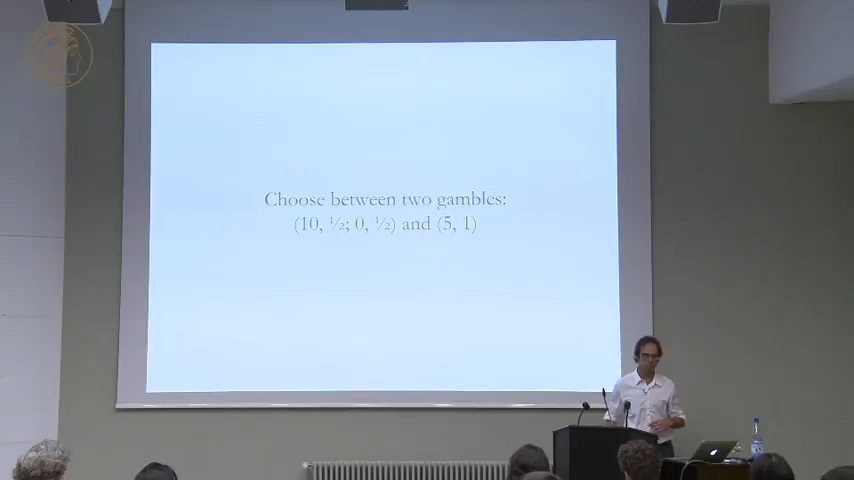 Choose between two gambles:
(10, ½; 0, ½) and (5, 1)